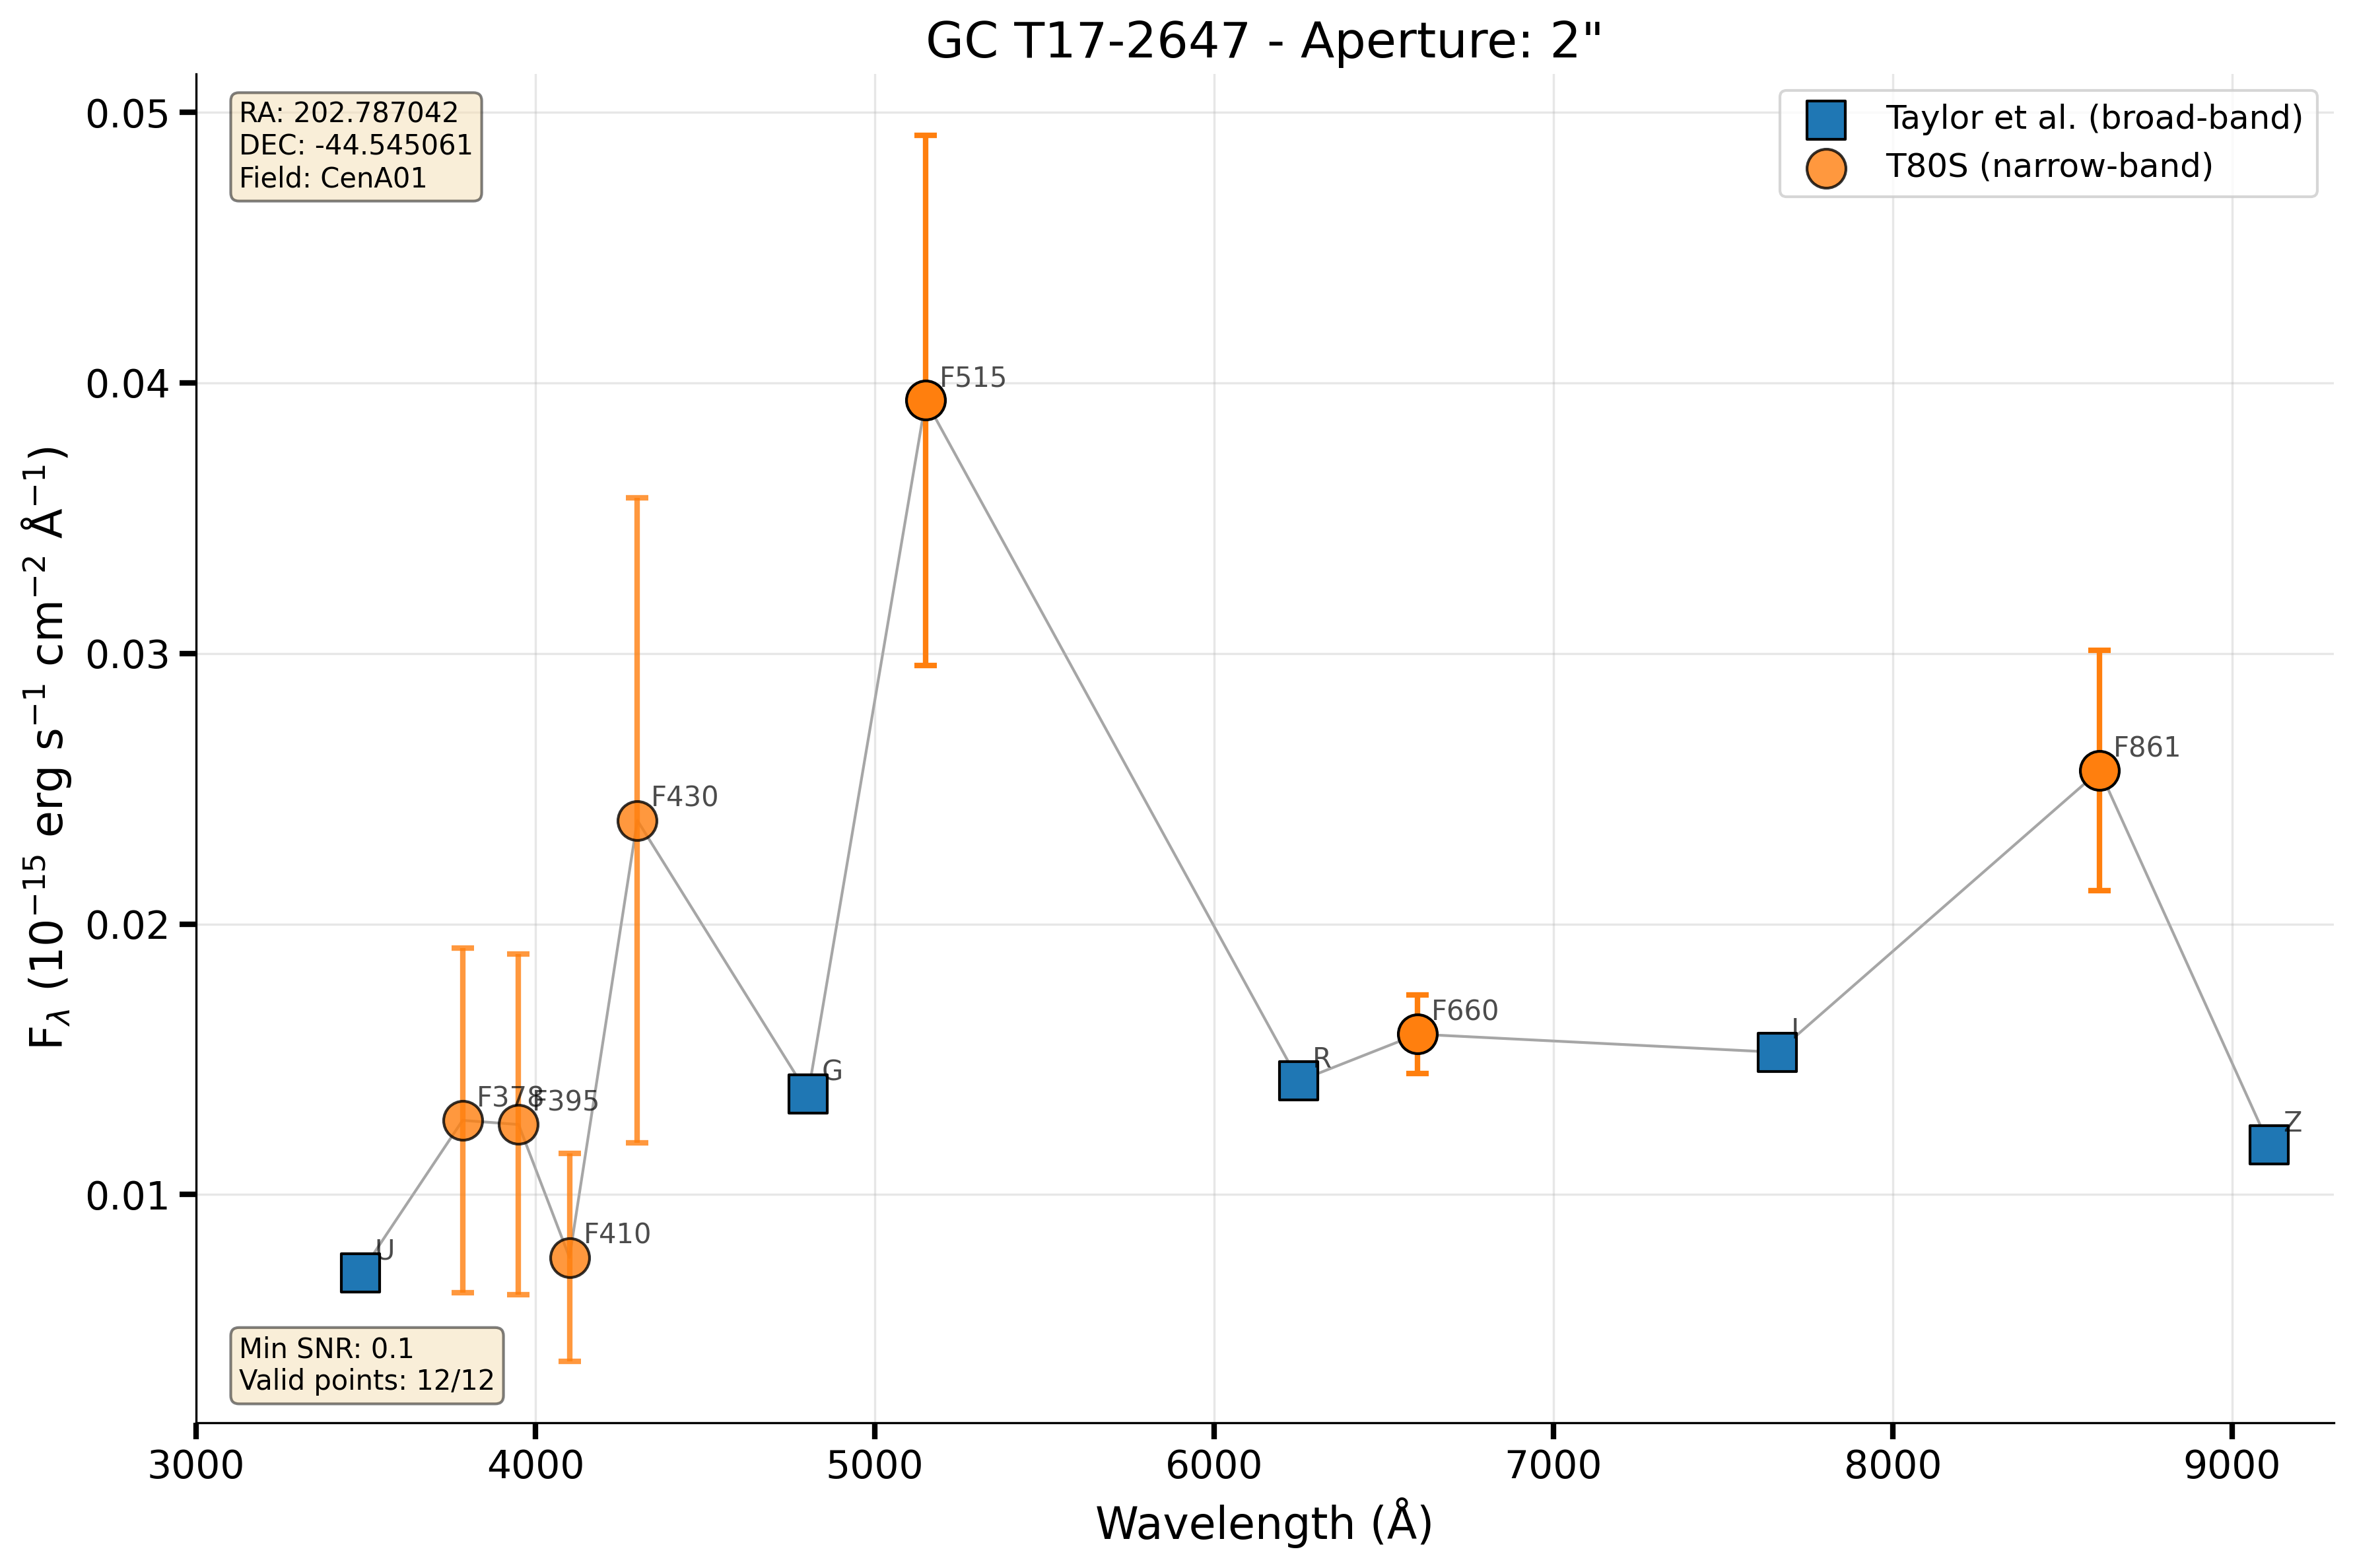 GC T17-2647 - Aperture: 2"
RA: 202.787042
DEC: -44.545061
Field: CenA01
Taylor et al. (broad-band)
T80S (narrow-band)
0.05
0.04
0.03
0.02
0.01
F_λ (10⁻¹⁵ erg s⁻¹ cm⁻² Å⁻¹)
F515
F861
F430
F660
I
R
G
F378
F395
Z
F410
U
Min SNR: 0.1
Valid points: 12/12
3000 4000 5000 6000 7000 8000 9000
Wavelength (Å)